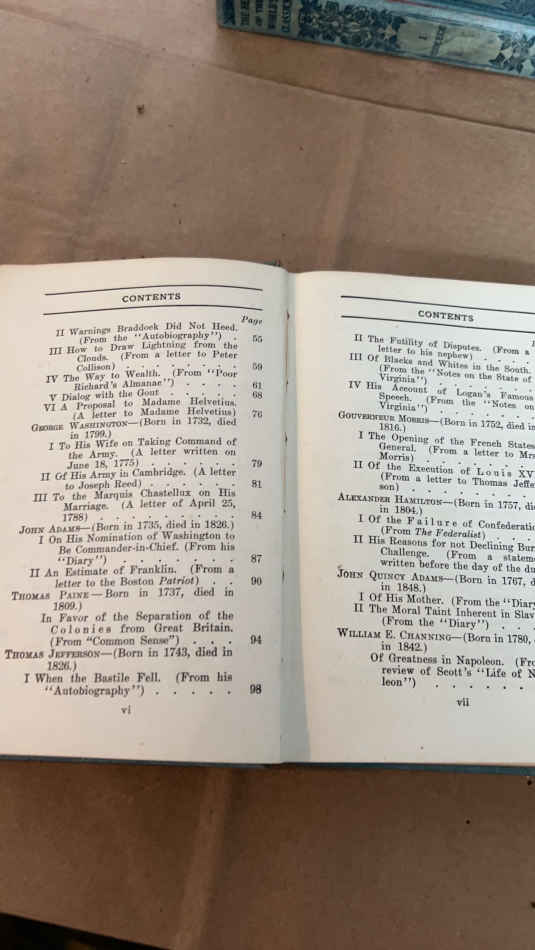 THE BE
OF THE
WORLD'S
CLASSICS
I
CONTENTS
Page
II Warnings Braddock Did Not Heed.
(From the “Autobiography”) . 55
III How to Draw Lightning from the
Clouds. (From a letter to Peter
Collison) . . . . . . 59
IV The Way to Wealth. (From “Poor
Richard's Almanac”) . . . . 61
V Dialog with the Gout . . . . . 68
VI A Proposal to Madame Helvetius.
(A letter to Madame Helvetius) 76
GEORGE WASHINGTON—(Born in 1732, died
in 1799.)
I To His Wife on Taking Command of
the Army. (A letter written on
June 18, 1775) . . . . . . 79
II Of His Army in Cambridge. (A letter
to Joseph Reed) . . . . . . 81
III To the Marquis Chastellux on His
Marriage. (A letter of April 25,
1788) . . . . . . . . . 84
JOHN ADAMS—(Born in 1735, died in 1826.)
I On His Nomination of Washington to
Be Commander-in-Chief. (From his
“Diary”) . . . . . . 87
II An Estimate of Franklin. (From a
letter to the Boston Patriot) . . 90
THOMAS PAINE—Born in 1737, died in
1809.)
In Favor of the Separation of the
Colonies from Great Britain.
(From “Common Sense”) . . . 94
THOMAS JEFFERSON—(Born in 1743, died in
1826.)
I When the Bastile Fell. (From his
“Autobiography”) . . . . . 98
vi
CONTENTS
II The Futility of Disputes. (From a
letter to his nephew) . . . .
III Of Blacks and Whites in the South.
(From the “Notes on the State of
Virginia”) . . . . . .
IV His Account of Logan's Famous
Speech. (From the “Notes on
Virginia”) . . . . . .
GOUVERNEUR MORRIS—(Born in 1752, died in
1816.)
I The Opening of the French States
General. (From a letter to Mrs
Morris) . . . . . .
II Of the Execution of Louis XV
(From a letter to Thomas Jeffe
son) . . . . . .
ALEXANDER HAMILTON—(Born in 1757, di
in 1804.)
I Of the Failure of Confederatio
(From The Federalist) . . .
II His Reasons for not Declining Bur
Challenge. (From a stateme
written before the day of the du
JOHN QUINCY ADAMS—(Born in 1767, d
in 1848.)
I Of His Mother. (From the “Diary
II The Moral Taint Inherent in Slav
(From the “Diary”) . . .
WILLIAM E. CHANNING—(Born in 1780,
in 1842.)
Of Greatness in Napoleon. (Fro
review of Scott's “Life of N
leon”) . . . . . .
vii